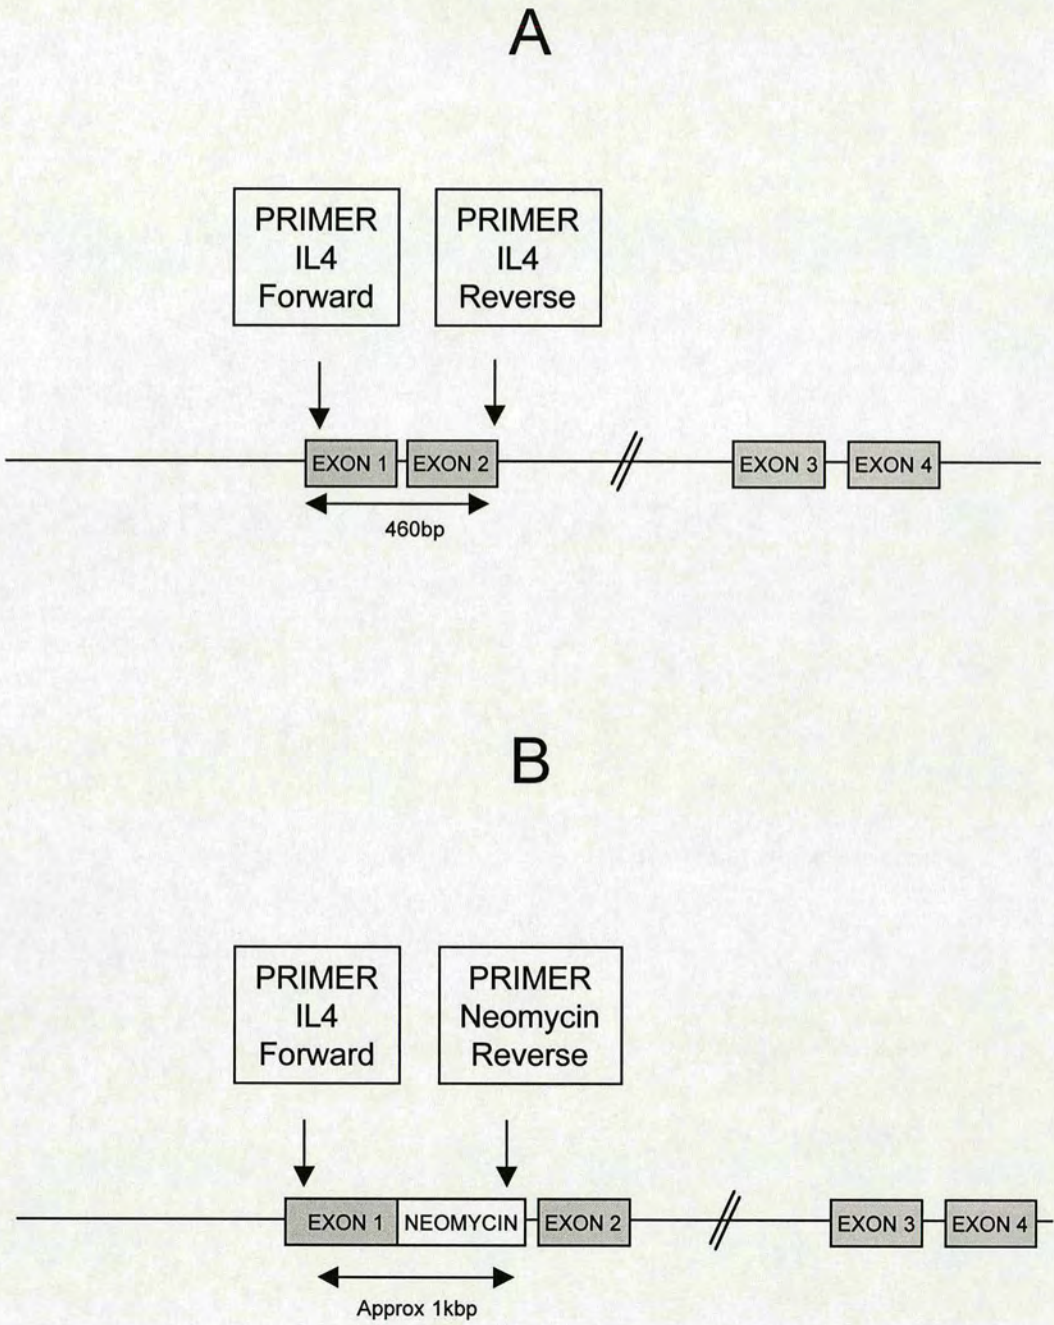 A
PRIMER
IL4
Forward
PRIMER
IL4
Reverse
EXON 1
EXON 2
EXON 3
EXON 4
460bp
B
PRIMER
IL4
Forward
PRIMER
Neomycin
Reverse
EXON 1
NEOMYCIN
EXON 2
EXON 3
EXON 4
Approx 1kbp